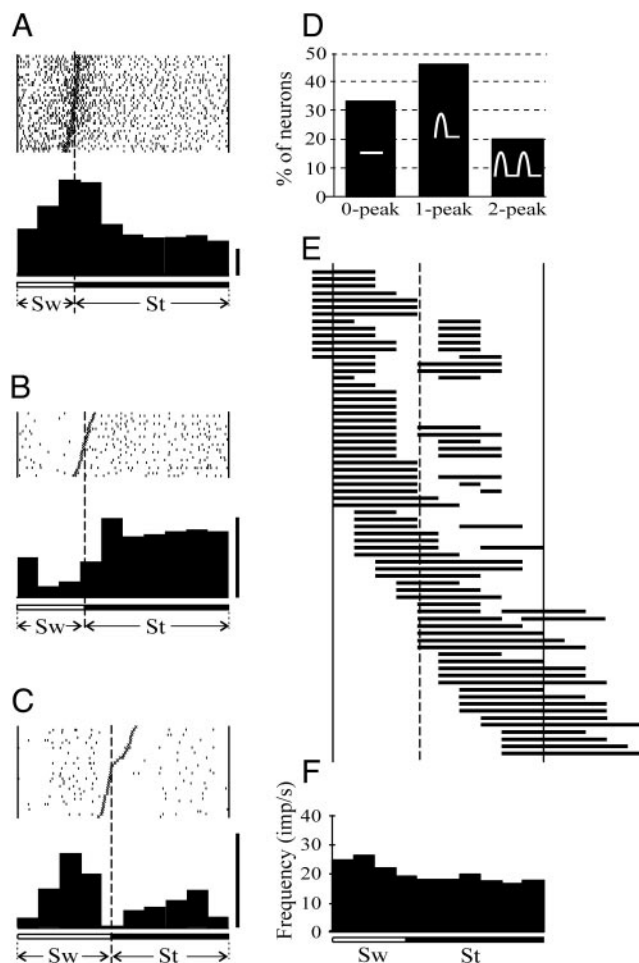 A
Sw
St
B
Sw
St
C
Sw
St
D
% of neurons
50
40
30
20
10
0
0-peak 1-peak 2-peak
E
F
Frequency (imp/s)
40
30
20
10
0
Sw
St